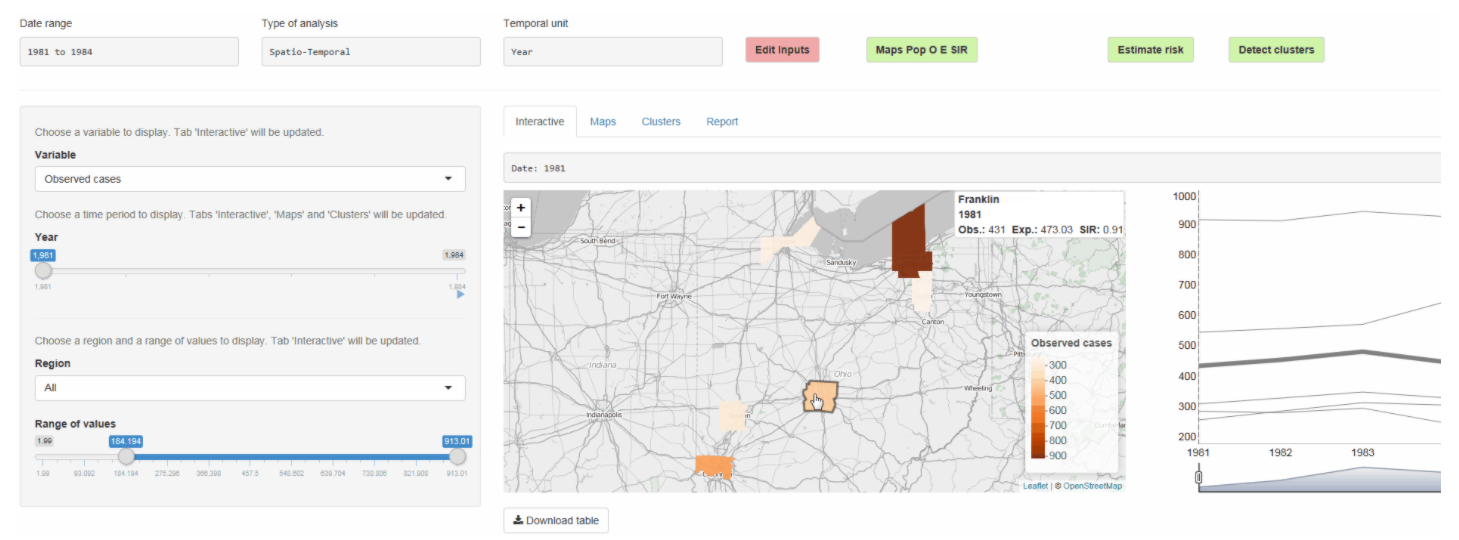 Date range Type of analysis Temporal unit
1981 to 1984 Spatio-Temporal Year Edit Inputs Maps Pop O E SIR Estimate risk Detect clusters
Choose a variable to display. Tab 'Interactive' will be updated.
Variable
Observed cases
Choose a time period to display. Tabs 'Interactive', 'Maps' and 'Clusters' will be updated.
Year
1,981 1,984
1,981 1,984
Choose a region and a range of values to display. Tab 'Interactive' will be updated.
Region
All
Range of values
1.99 184.194 913.01
1.99 93.092 184.194 275.296 366.398 457.5 548.602 639.704 730.806 821.908 913.01
Interactive Maps Clusters Report
Date: 1981
+
−
Franklin
1981
Obs.: 431 Exp.: 473.03 SIR: 0.91
South Bend
Sandusky
Fort Wayne
Youngstown
Canton
Indiana
Ohio
Wheeling
Indianapolis
Observed cases
300
400
500
600
700
800
900
Leaflet | © OpenStreetMap
1000
900
800
700
600
500
400
300
200
1981 1982 1983
Download table